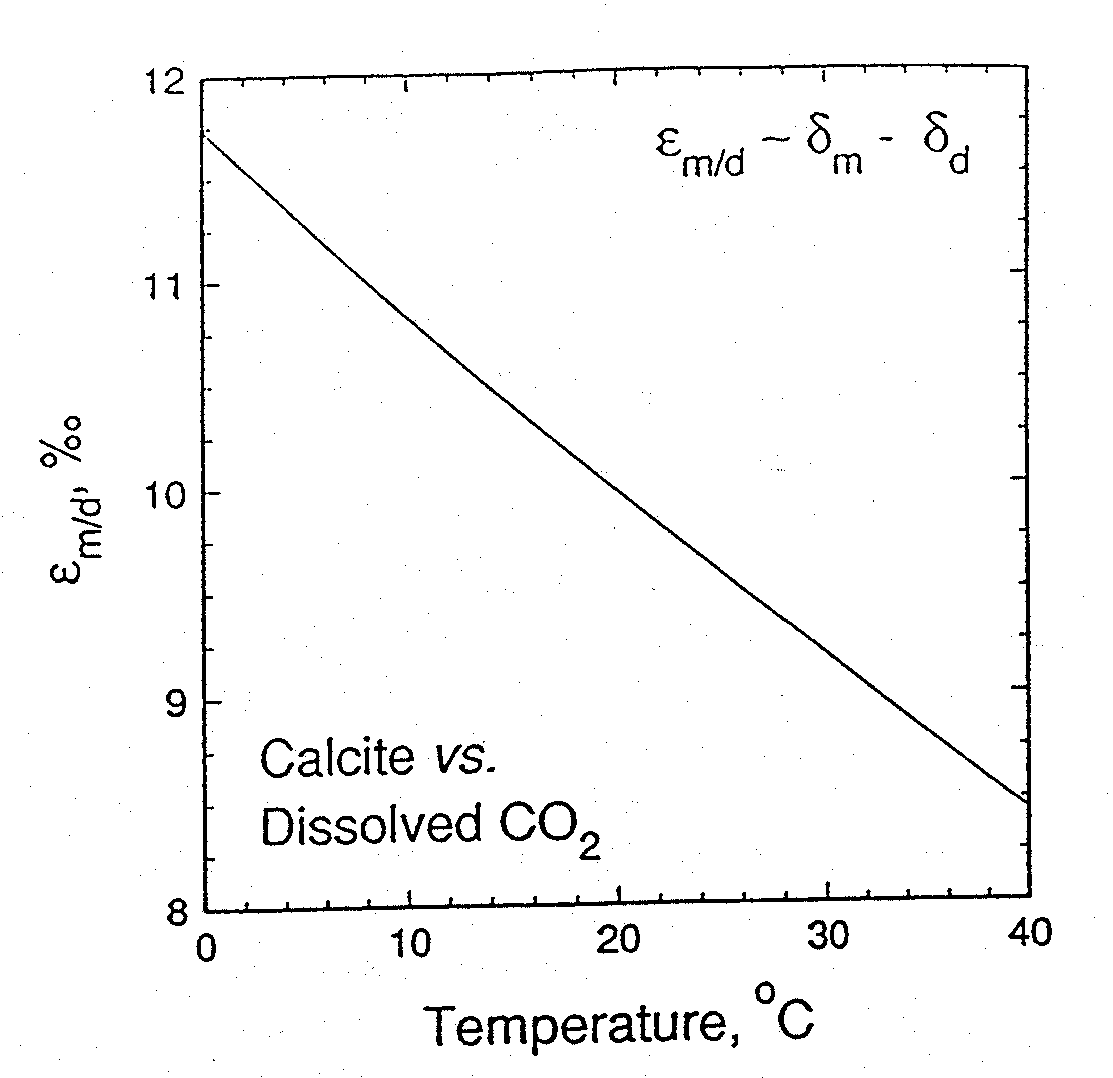 12
11
10
9
8
ε_m/d ~ δ_m - δ_d
ε_m/d, ‰
Calcite vs.
Dissolved CO₂
0 10 20 30 40
Temperature, °C